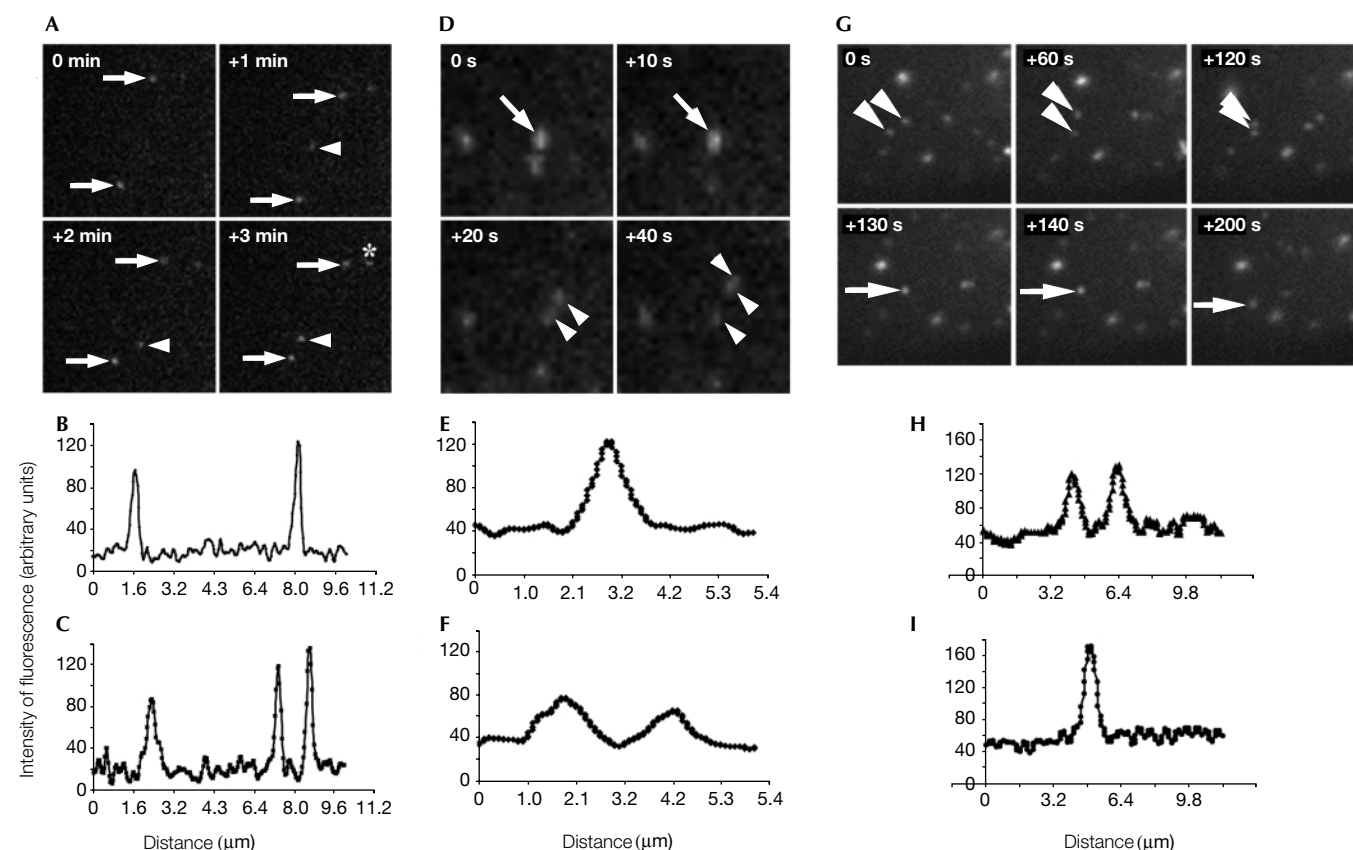 A
D
G
0 min
+1 min
0 s
+10 s
0 s
+60 s
+120 s
+2 min
+3 min
*
+20 s
+40 s
+130 s
+140 s
+200 s
B
E
H
120
80
40
0
0 1.6 3.2 4.3 6.4 8.0 9.6 11.2
120
80
40
0
0 1.0 2.1 3.2 4.2 5.3 5.4
160
120
80
40
0
0 3.2 6.4 9.8
C
F
I
120
80
40
0
0 1.6 3.2 4.3 6.4 8.0 9.6 11.2
120
80
40
0
0 1.0 2.1 3.2 4.2 5.3 5.4
160
120
80
40
0
0 3.2 6.4 9.8
Intensity of fluorescence (arbitrary units)
Distance (μm)
Distance (μm)
Distance (μm)